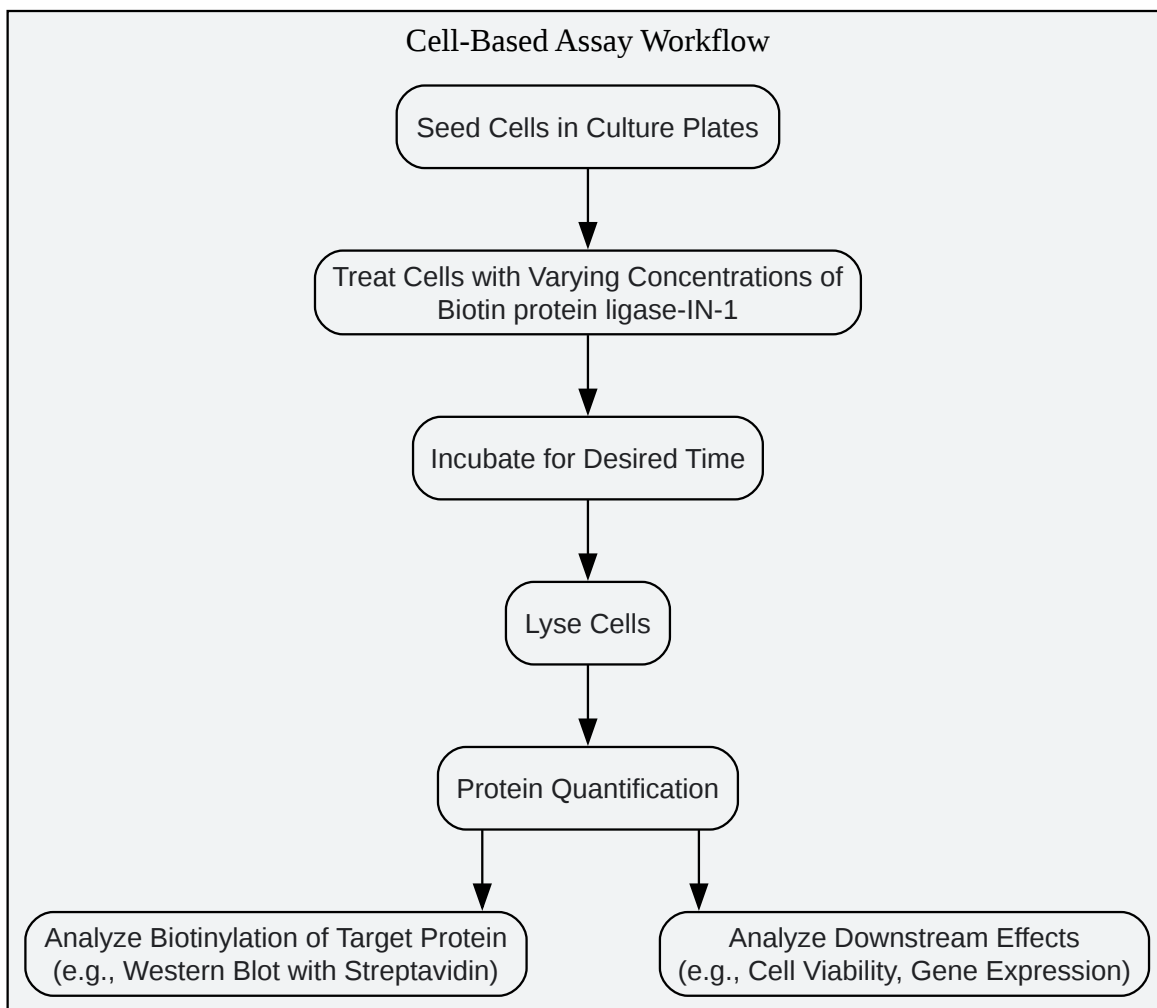 Cell-Based Assay Workflow
Seed Cells in Culture Plates
Treat Cells with Varying Concentrations of
Biotin protein ligase-IN-1
Incubate for Desired Time
Lyse Cells
Protein Quantification
Analyze Biotinylation of Target Protein
(e.g., Western Blot with Streptavidin)
Analyze Downstream Effects
(e.g., Cell Viability, Gene Expression)